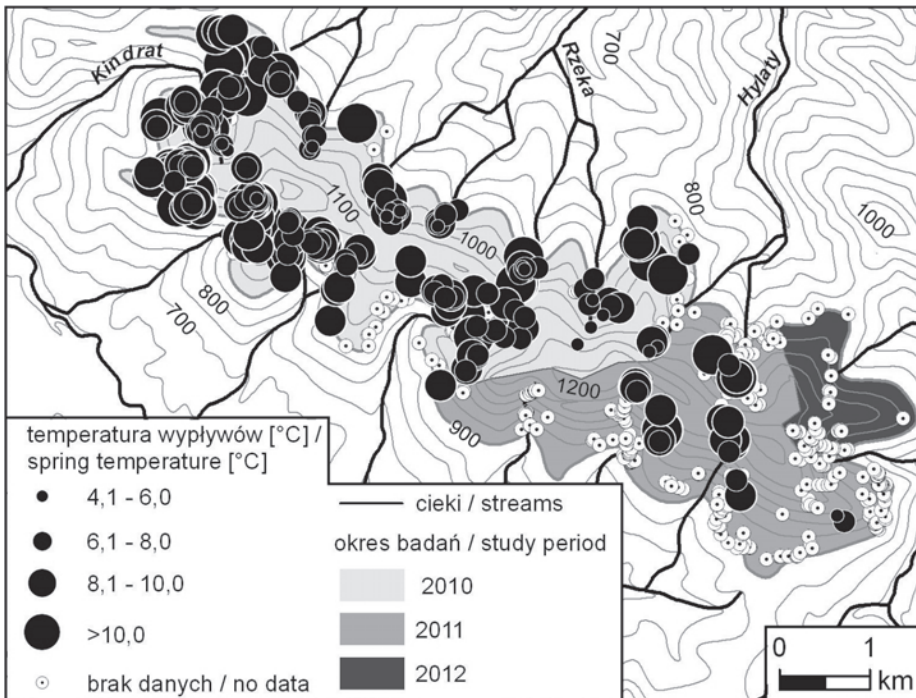 Kindrat
Rzeka
Hylaty
700
800
1000
1100
1000
800
700
1200
900
temperatura wypływów [°C] /
spring temperature [°C]
4,1 - 6,0
6,1 - 8,0
8,1 - 10,0
>10,0
brak danych / no data
cieki / streams
okres badań / study period
2010
2011
2012
0 1
km